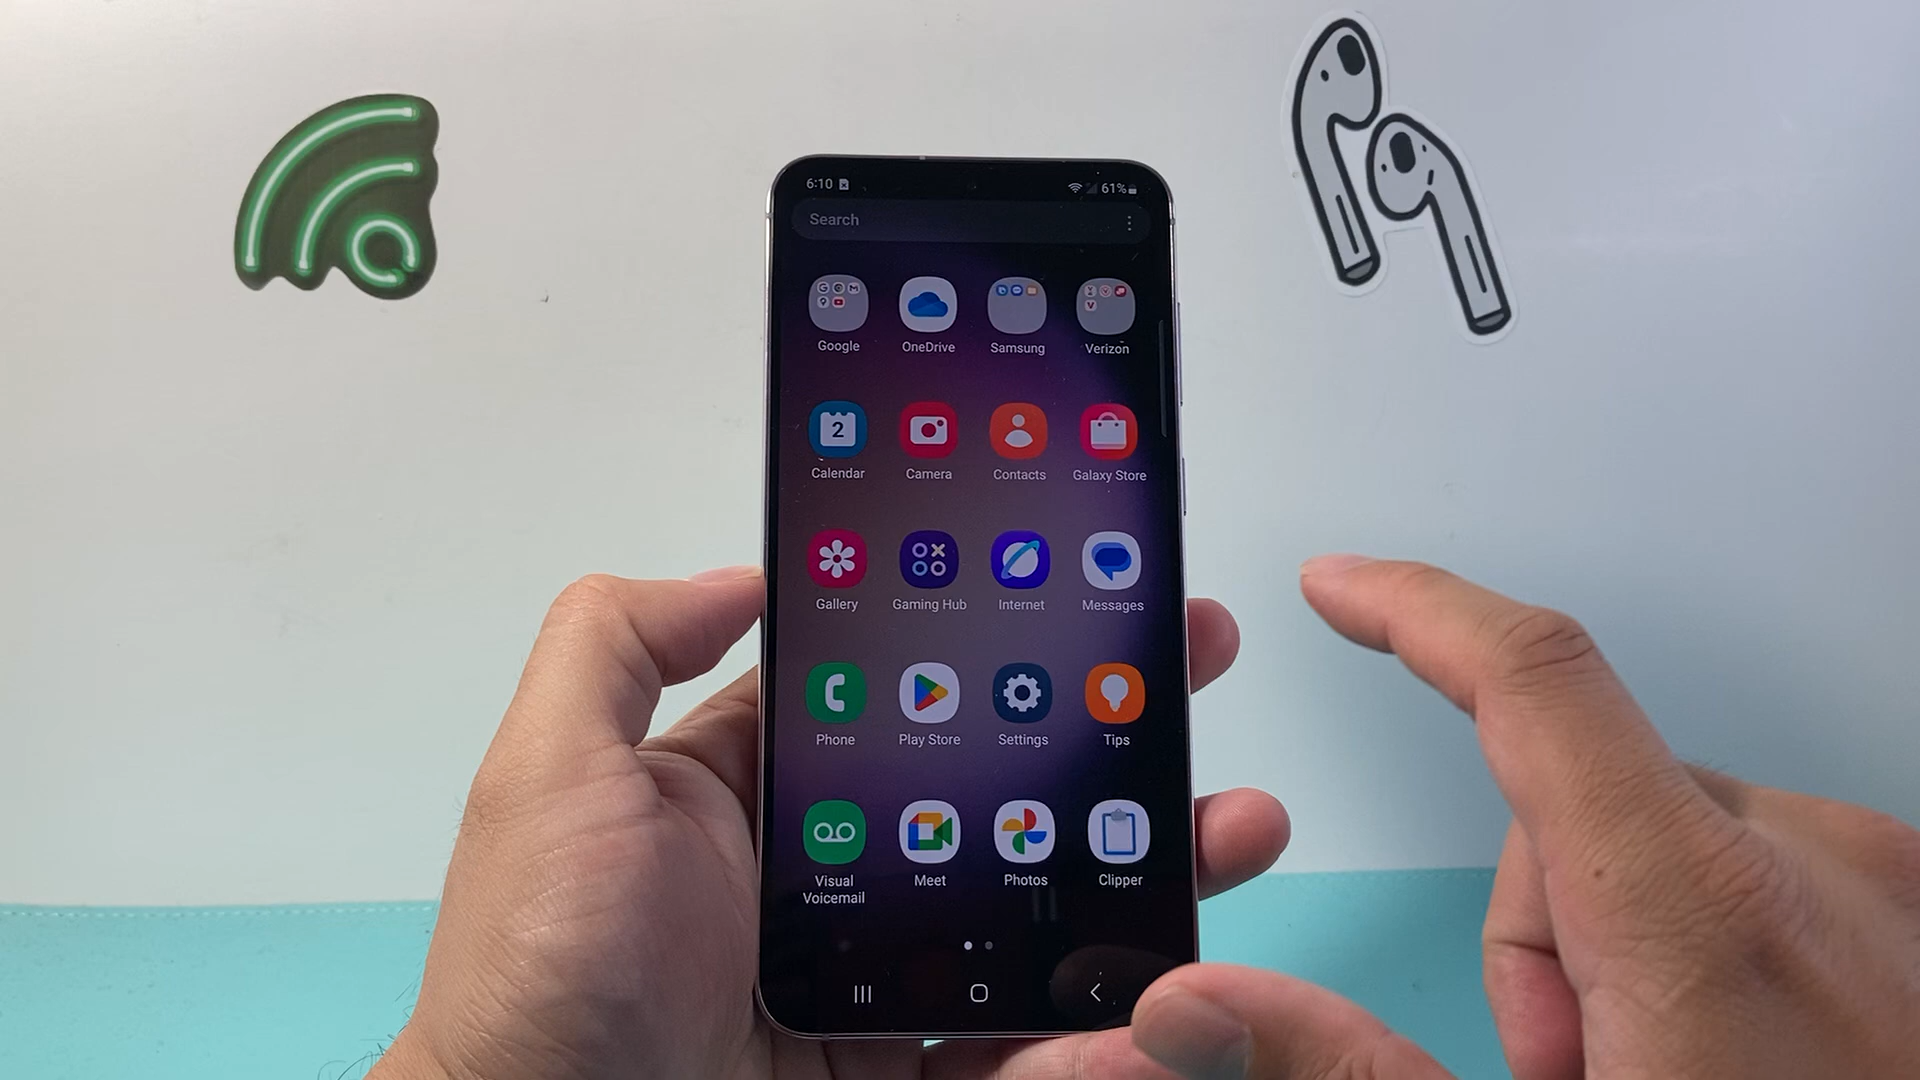 6:10 61%
Search
Google OneDrive Samsung Verizon
2
Calendar Camera Contacts Galaxy Store
Gallery Gaming Hub Internet Messages
Phone Play Store Settings Tips
Visual Voicemail Meet Photos Clipper